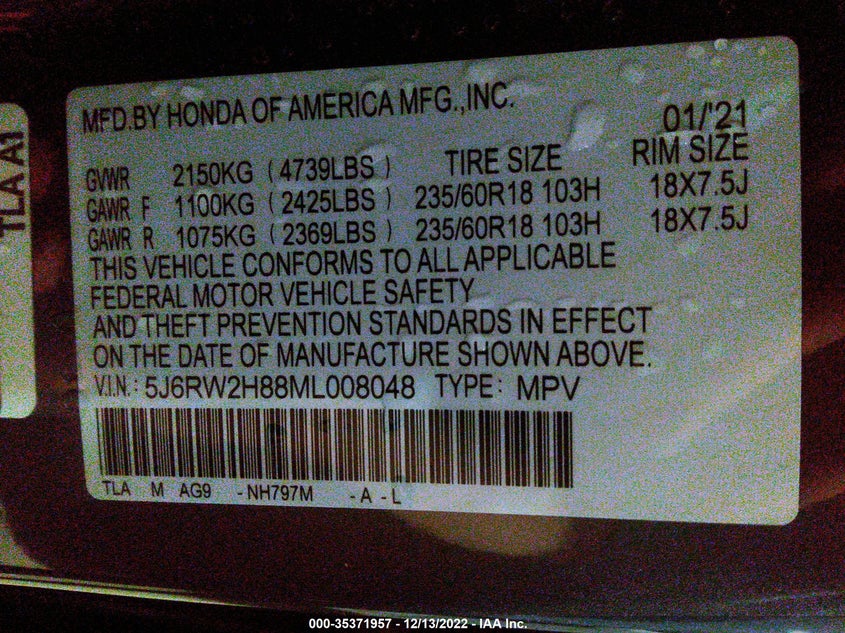 TLA A1
MFD.BY HONDA OF AMERICA MFG.,INC.
01/'21
GVWR 2150KG ( 4739LBS ) TIRE SIZE RIM SIZE
GAWR F 1100KG ( 2425LBS ) 235/60R18 103H 18X7.5J
GAWR R 1075KG ( 2369LBS ) 235/60R18 103H 18X7.5J
THIS VEHICLE CONFORMS TO ALL APPLICABLE
FEDERAL MOTOR VEHICLE SAFETY
AND THEFT PREVENTION STANDARDS IN EFFECT
ON THE DATE OF MANUFACTURE SHOWN ABOVE.
V.I.N.: 5J6RW2H88ML008048 TYPE: MPV
TLA M AG9 -NH797M -A -L
000-35371957 - 12/13/2022 - IAA Inc.